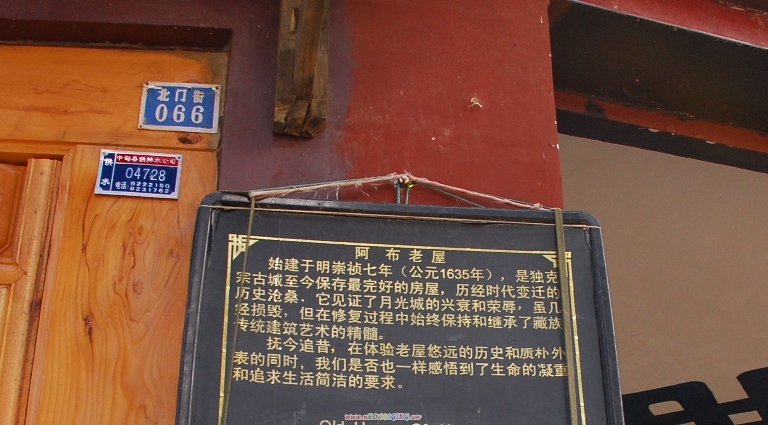 北门街
066
中甸县供排水公司
供水
04728
电话:8222180
8231762
阿布老屋
始建于明崇祯七年（公元1635年），是独克
宗古城至今保存最完好的房屋，历经时代变迁的
历史沧桑，它见证了月光城的兴衰和荣辱，虽几
经损毁，但在修复过程中始终保持和继承了藏族
传统建筑艺术的精髓。
抚今追昔，在体验老屋悠远的历史和质朴外
表的同时，我们是否也一样感悟到了生命的凝重
和追求生活简洁的要求。